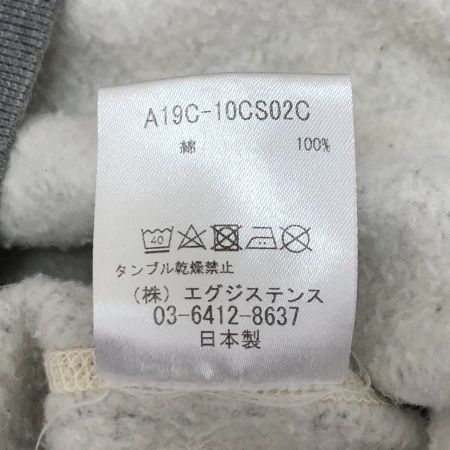 A19C-10CS02C
綿 100%
40
タンブル乾燥禁止
(株) エグジステンス
03-6412-8637
日本製